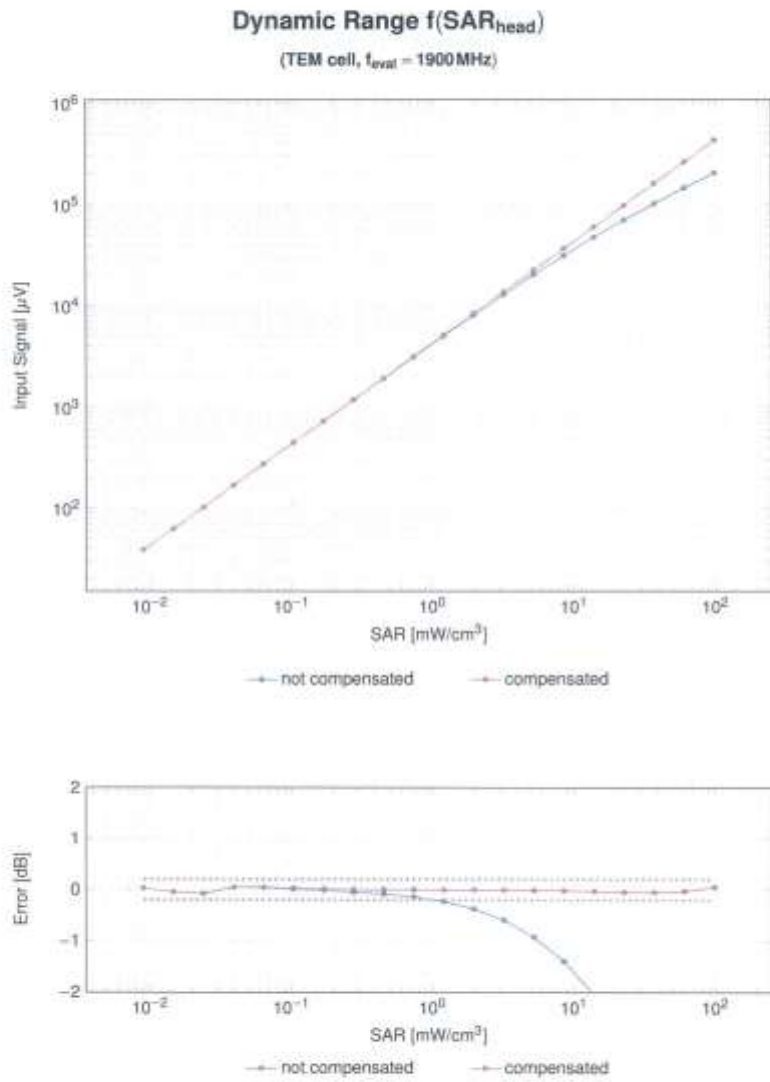 Dynamic Range f(SAR_head)
(TEM cell, f_eval = 1900 MHz)
10⁶
10⁵
10⁴
10³
10²
Input Signal [µV]
10⁻² 10⁻¹ 10⁰ 10¹ 10²
SAR [mW/cm³]
not compensated compensated
2
1
0
−1
−2
Error [dB]
10⁻² 10⁻¹ 10⁰ 10¹ 10²
SAR [mW/cm³]
not compensated compensated